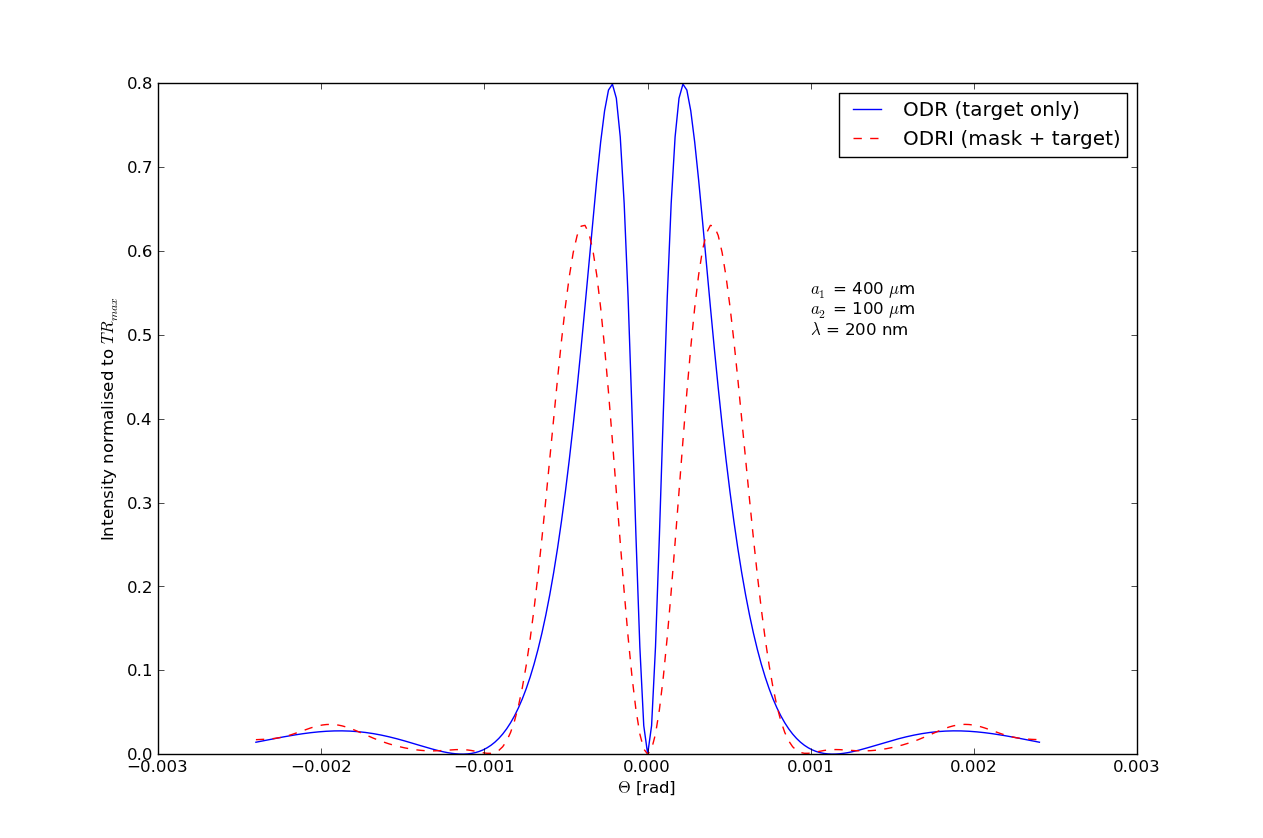 0.8
0.7
0.6
0.5
0.4
0.3
0.2
0.1
0.0
Intensity normalised to TR_max
ODR (target only)
ODRI (mask + target)
a₁ = 400 μm
a₂ = 100 μm
λ = 200 nm
−0.003 −0.002 −0.001 0.000 0.001 0.002 0.003
Θ [rad]